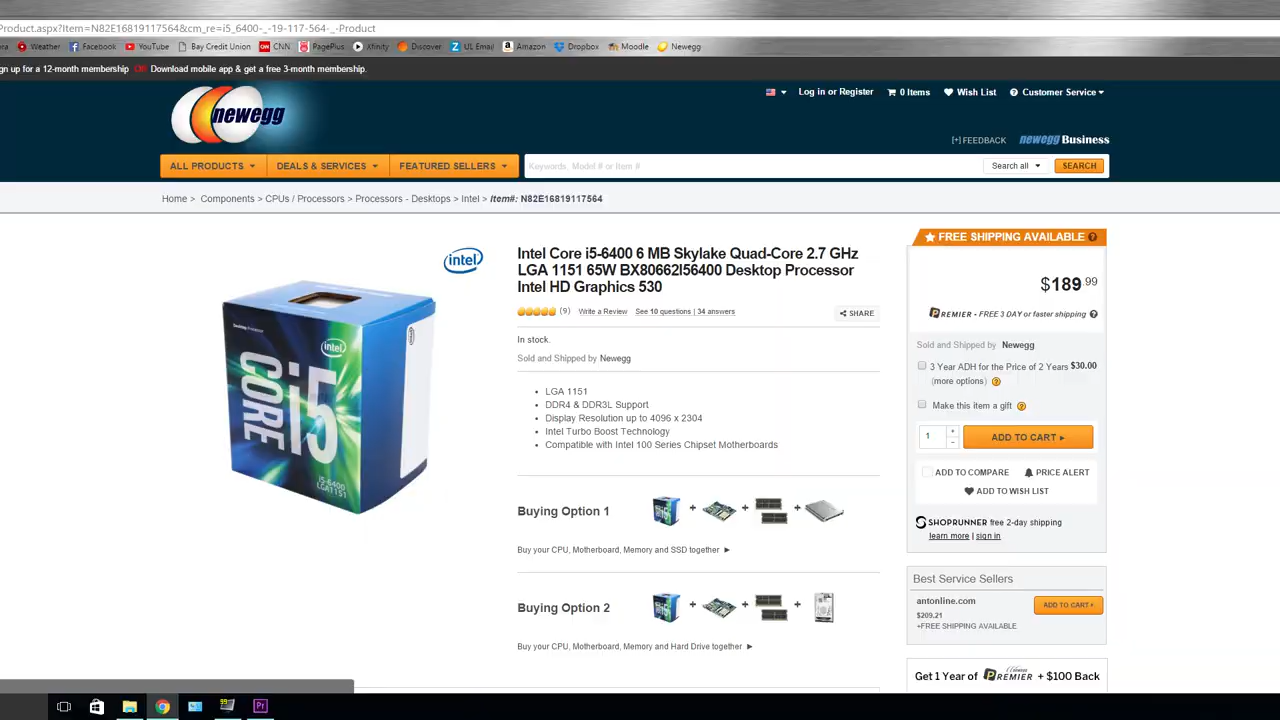 Product.aspx?Item=N82E16819117564&cm_re=i5_6400-_-19-117-564-_-Product
ra Weather Facebook YouTube Bay Credit Union CNN PagePlus Xfinity Discover UL Email Amazon Dropbox Moodle Newegg
gn up for a 12-month membership OR Download mobile app & get a free 3-month membership.
newegg
Log in or Register 0 Items Wish List Customer Service
[+] FEEDBACK newegg Business
ALL PRODUCTS DEALS & SERVICES FEATURED SELLERS Keywords, Model # or Item # Search all SEARCH
Home > Components > CPUs / Processors > Processors - Desktops > Intel > Item#: N82E16819117564
FREE SHIPPING AVAILABLE ?
intel
Intel Core i5-6400 6 MB Skylake Quad-Core 2.7 GHz
LGA 1151 65W BX80662I56400 Desktop Processor
Intel HD Graphics 530
(9) Write a Review See 10 questions | 34 answers SHARE
In stock.
Sold and Shipped by Newegg
LGA 1151
DDR4 & DDR3L Support
Display Resolution up to 4096 x 2304
Intel Turbo Boost Technology
Compatible with Intel 100 Series Chipset Motherboards
Desktop Processor
intel
CORE i5
i5-6400
LGA1151
intel
Buying Option 1 + + +
Buy your CPU, Motherboard, Memory and SSD together
Buying Option 2 + + +
Buy your CPU, Motherboard, Memory and Hard Drive together
$189.99
PREMIER - FREE 3 DAY or faster shipping ?
Sold and Shipped by Newegg
3 Year ADH for the Price of 2 Years $30.00
(more options) ?
Make this item a gift ?
1 + - ADD TO CART
ADD TO COMPARE PRICE ALERT
ADD TO WISH LIST
SHOPRUNNER free 2-day shipping
learn more | sign in
Best Service Sellers
antonline.com ADD TO CART
$209.21
+FREE SHIPPING AVAILABLE
Get 1 Year of Newegg PREMIER + $100 Back
99
Pr